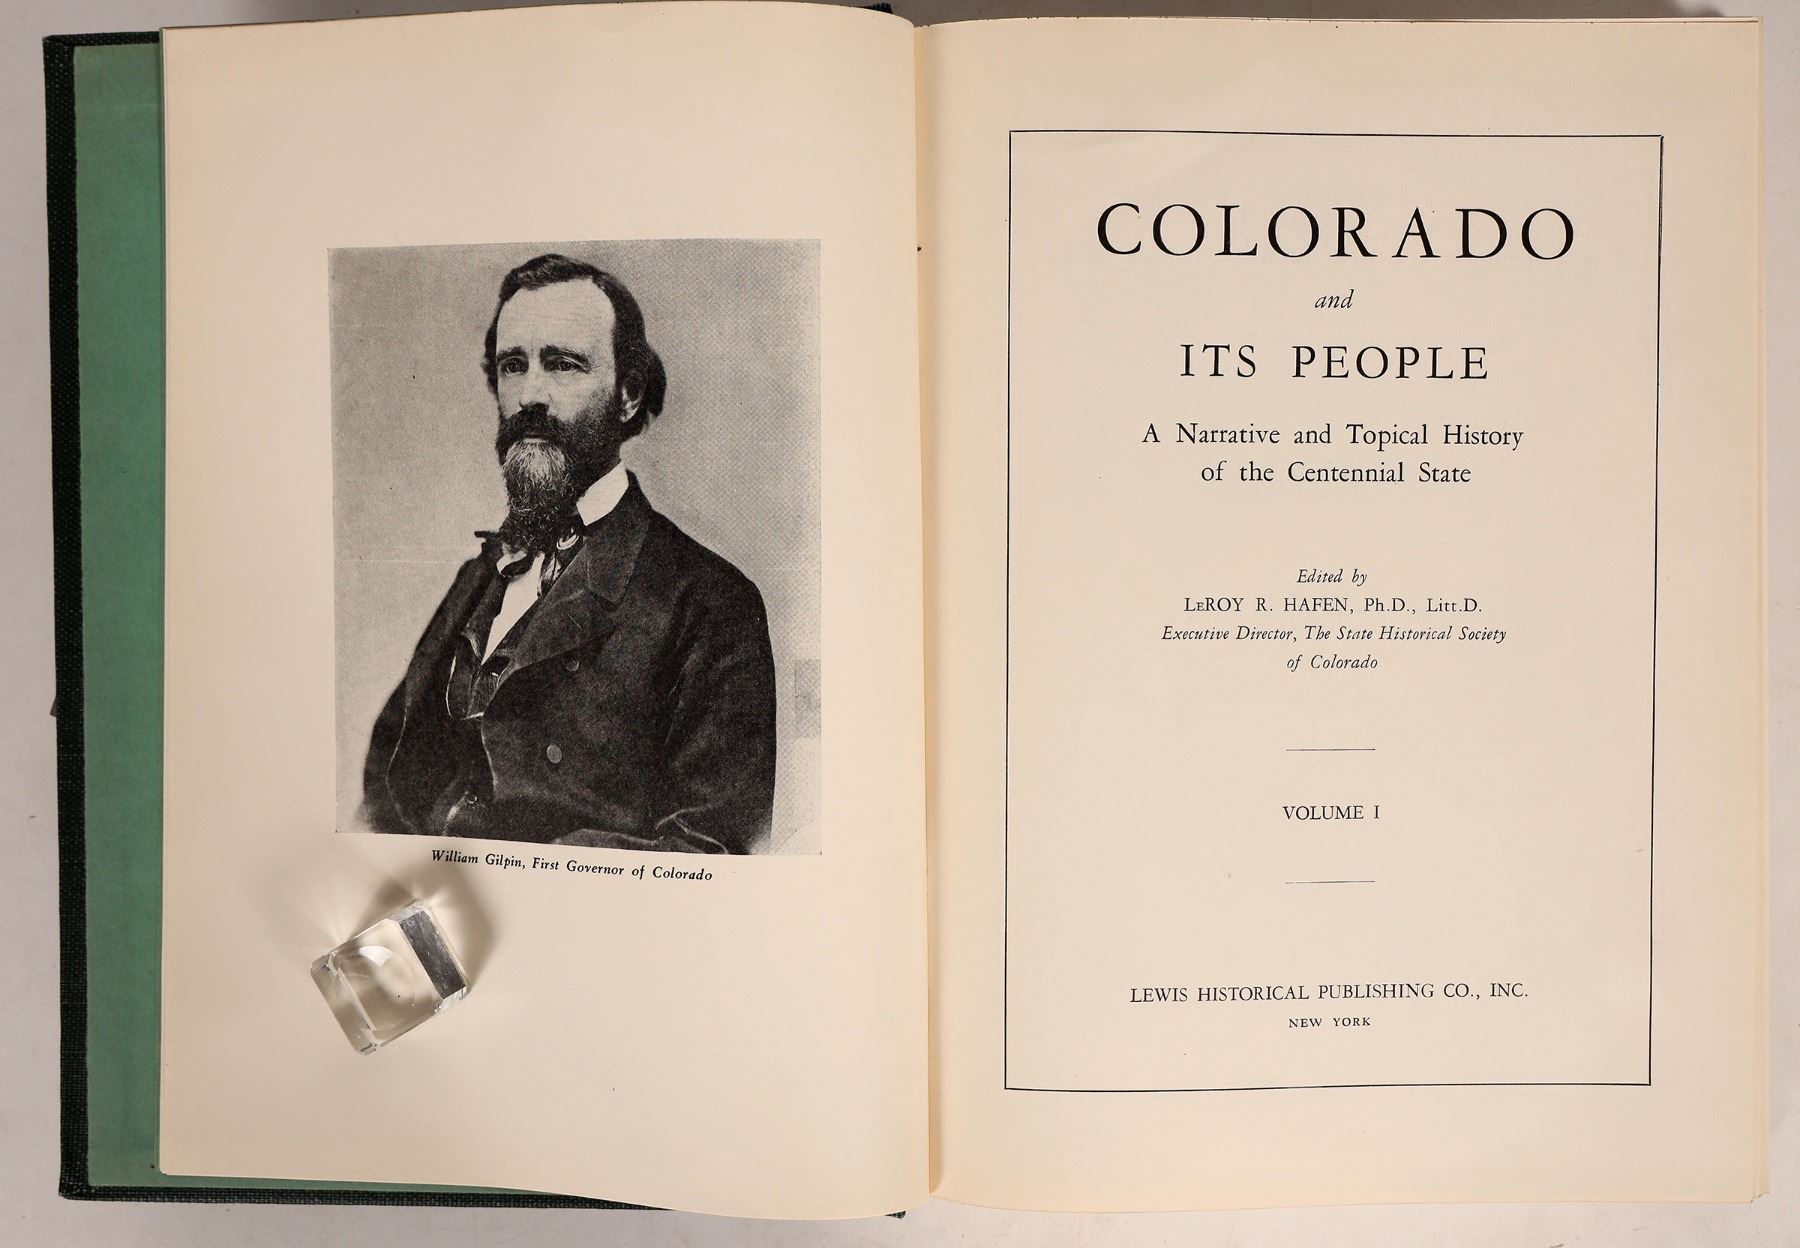 William Gilpin, First Governor of Colorado
COLORADO
and
ITS PEOPLE
A Narrative and Topical History
of the Centennial State
Edited by
LeROY R. HAFEN, Ph.D., Litt.D.
Executive Director, The State Historical Society
of Colorado
VOLUME I
LEWIS HISTORICAL PUBLISHING CO., INC.
NEW YORK